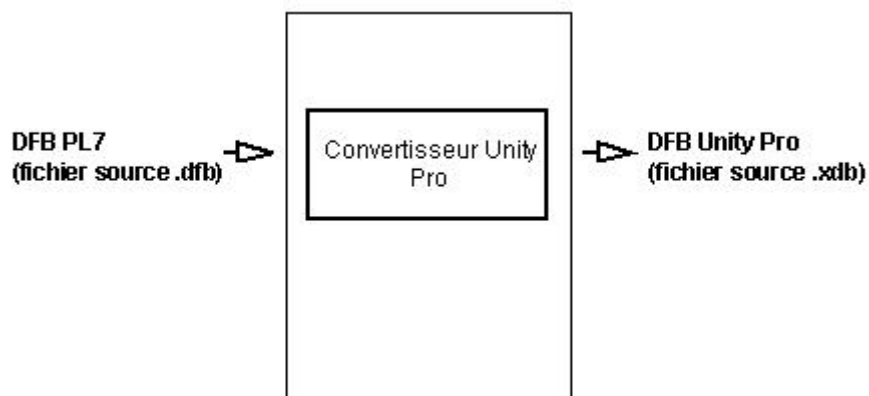 DFB PL7
(fichier source .dfb)
Convertisseur Unity
Pro
DFB Unity Pro
(fichier source .xdb)